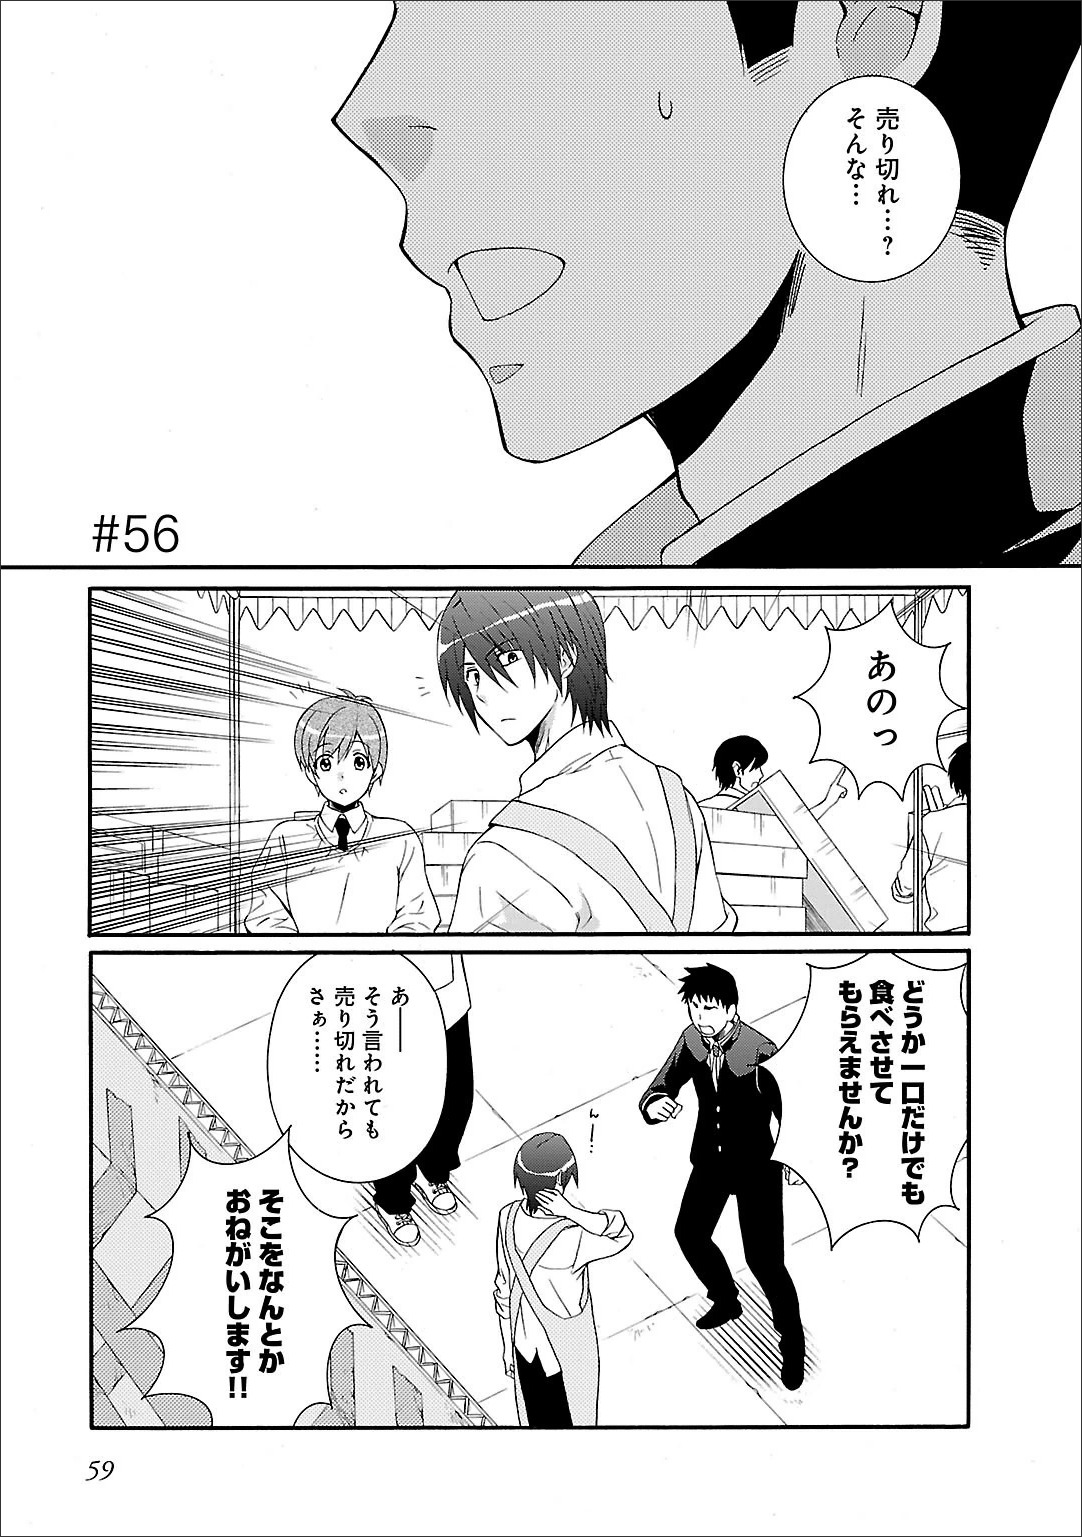 売り切れ…?
そんな…
#56
あのっ
どうか一口だけでも
食べさせて
もらえませんか?
んー…
あ――
そう言われても
売り切れだから
さぁ……
そこをなんとか
おねがいします!!
59